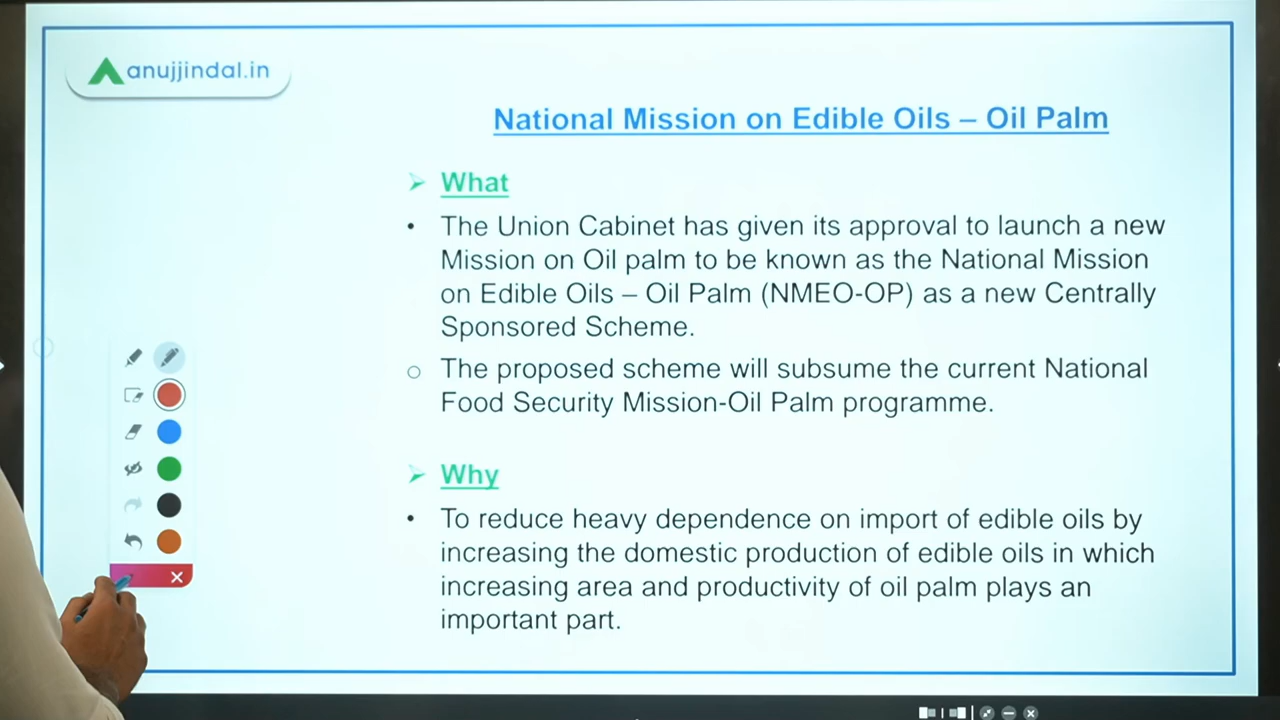 anujjindal.in
National Mission on Edible Oils – Oil Palm
➢ What
• The Union Cabinet has given its approval to launch a new
Mission on Oil palm to be known as the National Mission
on Edible Oils – Oil Palm (NMEO-OP) as a new Centrally
Sponsored Scheme.
○ The proposed scheme will subsume the current National
Food Security Mission-Oil Palm programme.
➢ Why
• To reduce heavy dependence on import of edible oils by
increasing the domestic production of edible oils in which
increasing area and productivity of oil palm plays an
important part.